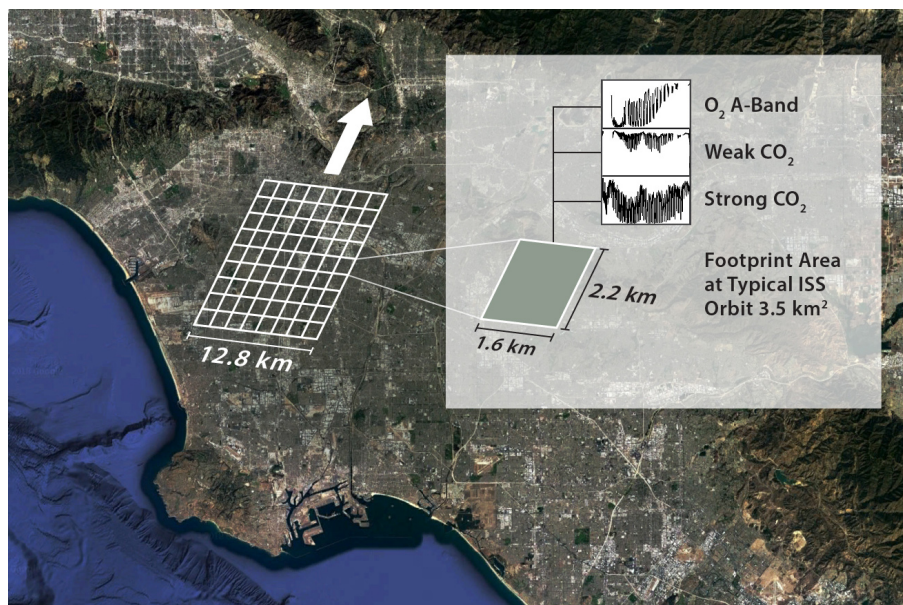 O₂ A-Band
Weak CO₂
Strong CO₂
Footprint Area
at Typical ISS
Orbit 3.5 km²
2.2 km
1.6 km
12.8 km